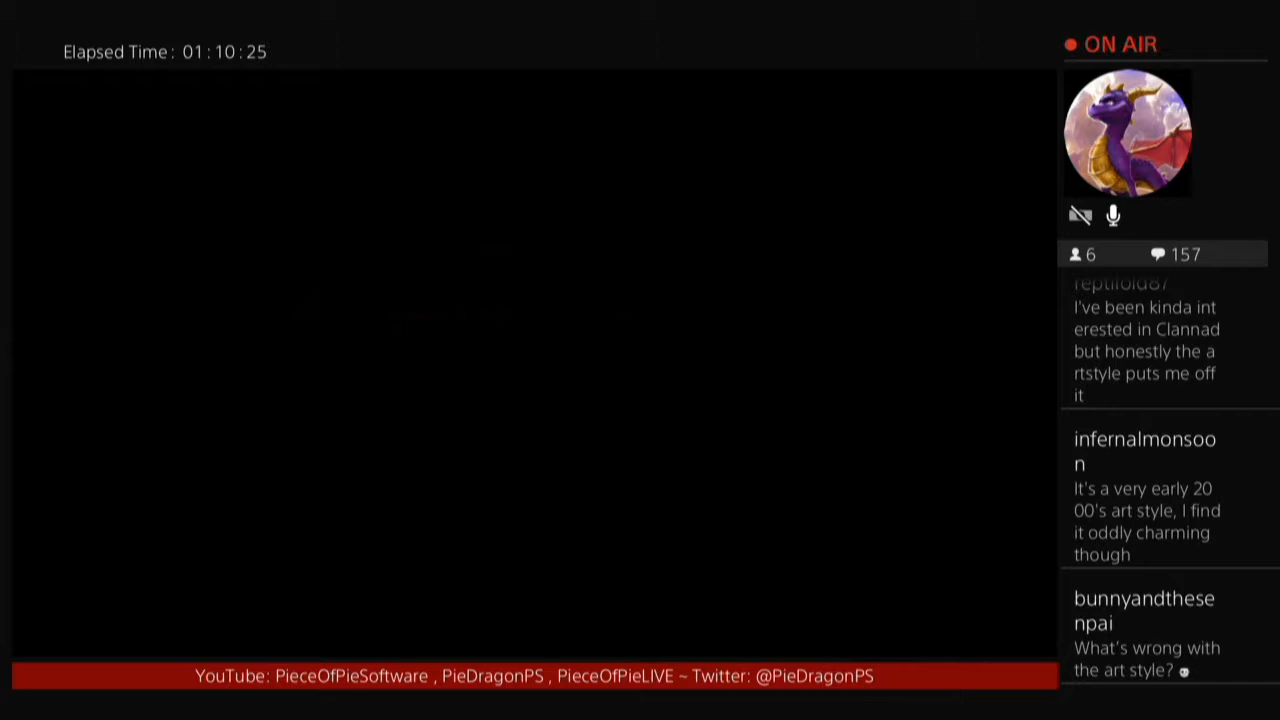 Elapsed Time: 01:10:25
ON AIR
6 157
reptifold87
I've been kinda int
erested in Clannad
but honestly the a
rtstyle puts me off
it
infernalmonsoo
n
It's a very early 20
00's art style, I find
it oddly charming
though
bunnyandthese
npai
What's wrong with
the art style?
YouTube: PieceOfPieSoftware , PieDragonPS , PieceOfPieLIVE ~ Twitter: @PieDragonPS